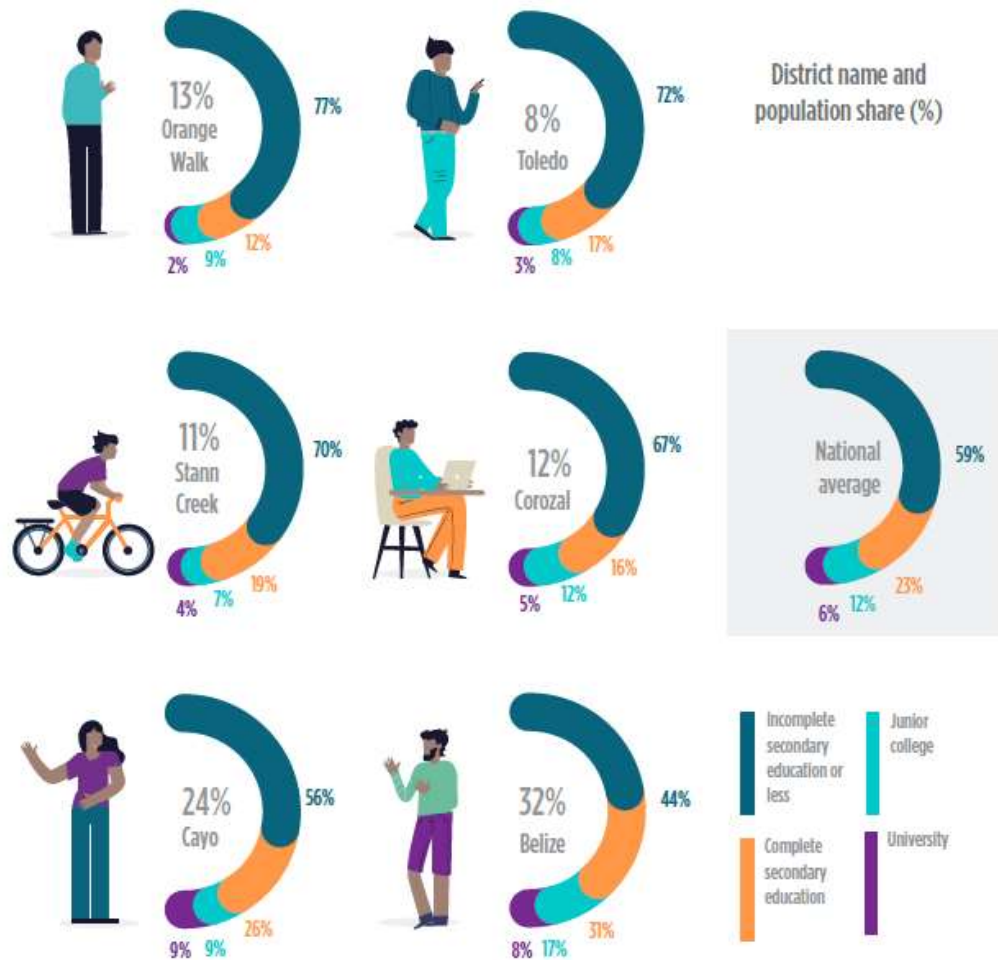 13%
Orange
Walk
77%
12%
9%
2%
8%
Toledo
72%
17%
8%
3%
District name and
population share (%)
11%
Stann
Creek
70%
19%
7%
4%
12%
Corozal
67%
16%
12%
5%
National
average
59%
23%
12%
6%
24%
Cayo
56%
26%
9%
9%
32%
Belize
44%
31%
17%
8%
Incomplete
secondary
education or
less
Junior
college
Complete
secondary
education
University